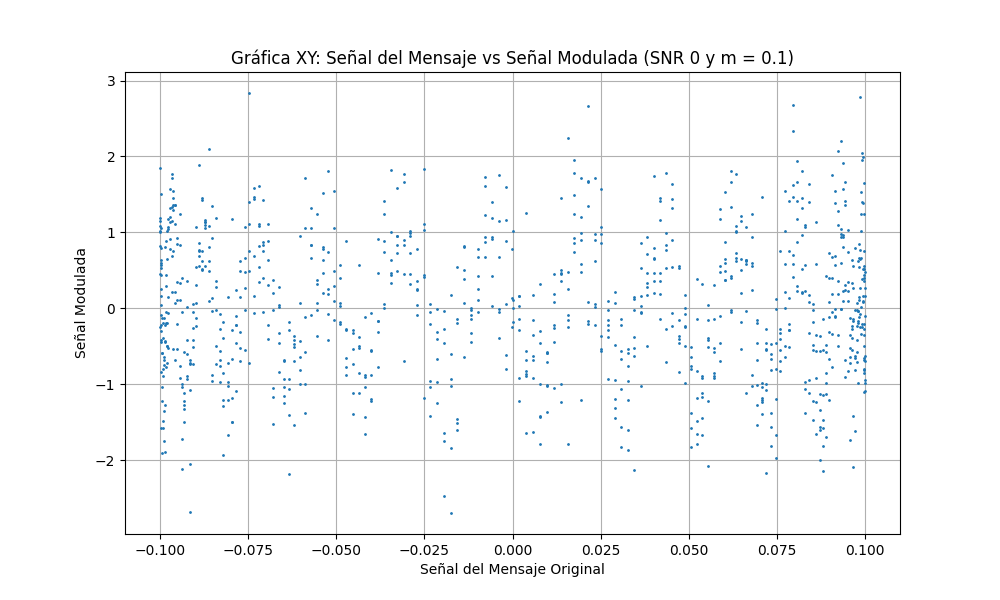 Gráfica XY: Señal del Mensaje vs Señal Modulada (SNR 0 y m = 0.1)
Señal Modulada
3
2
1
0
−1
−2
−0.100 −0.075 −0.050 −0.025 0.000 0.025 0.050 0.075 0.100
Señal del Mensaje Original